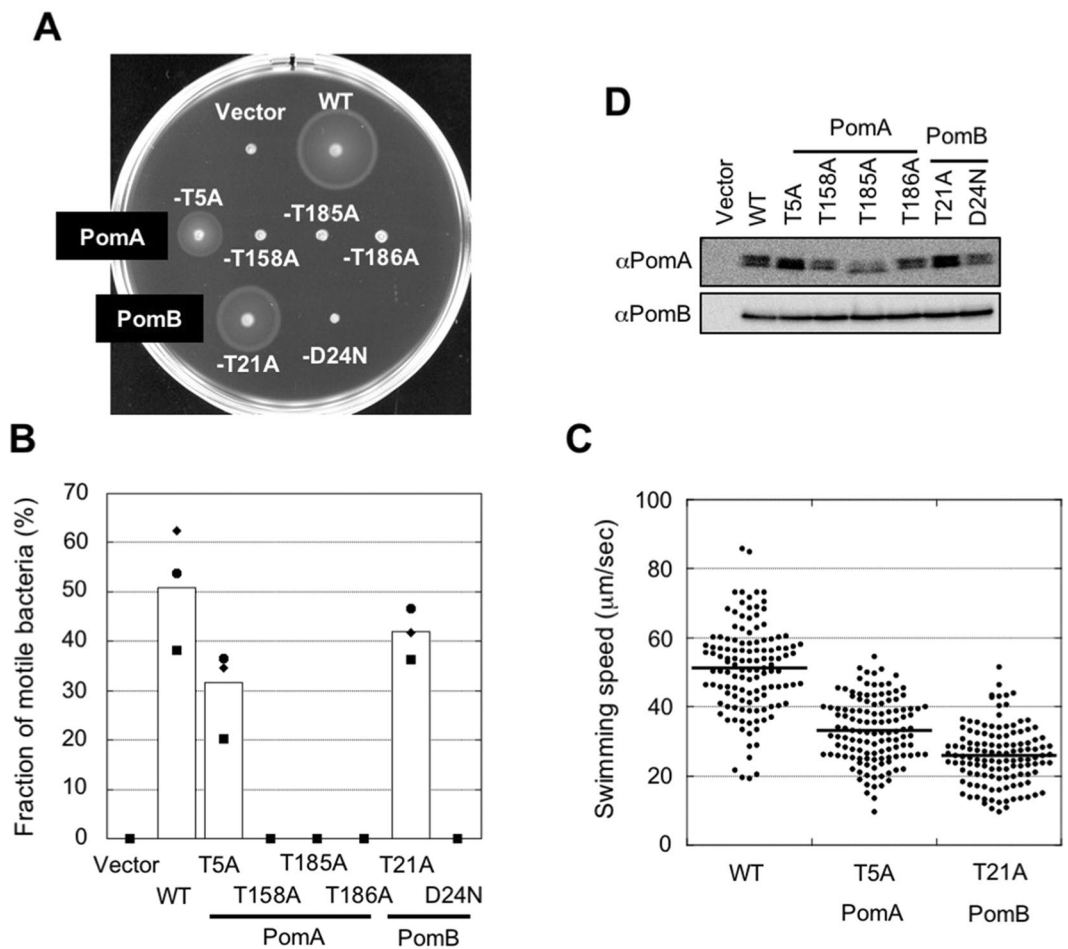 A
Vector
WT
-T5A
-T185A
PomA
-T158A
-T186A
PomB
-T21A
-D24N
D
PomA
PomB
Vector
WT
T5A
T158A
T185A
T186A
T21A
D24N
αPomA
αPomB
B
Fraction of motile bacteria (%)
70
60
50
40
30
20
10
0
Vector
T5A
T185A
T21A
WT
T158A
T186A
D24N
PomA
PomB
C
Swimming speed (μm/sec)
100
80
60
40
20
0
WT
T5A
T21A
PomA
PomB